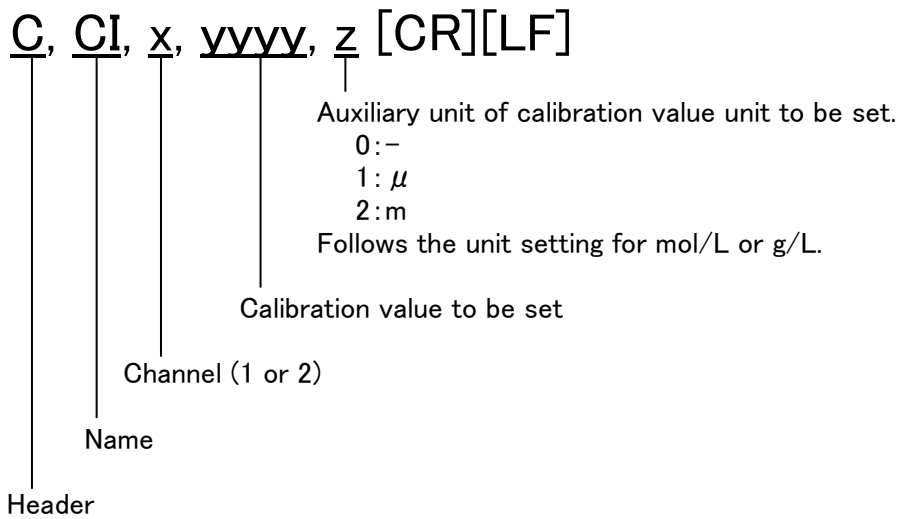 C, CI, x, yyyy, z [CR][LF]
Auxiliary unit of calibration value unit to be set.
0:−
1: μ
2:m
Follows the unit setting for mol/L or g/L.
Calibration value to be set
Channel (1 or 2)
Name
Header